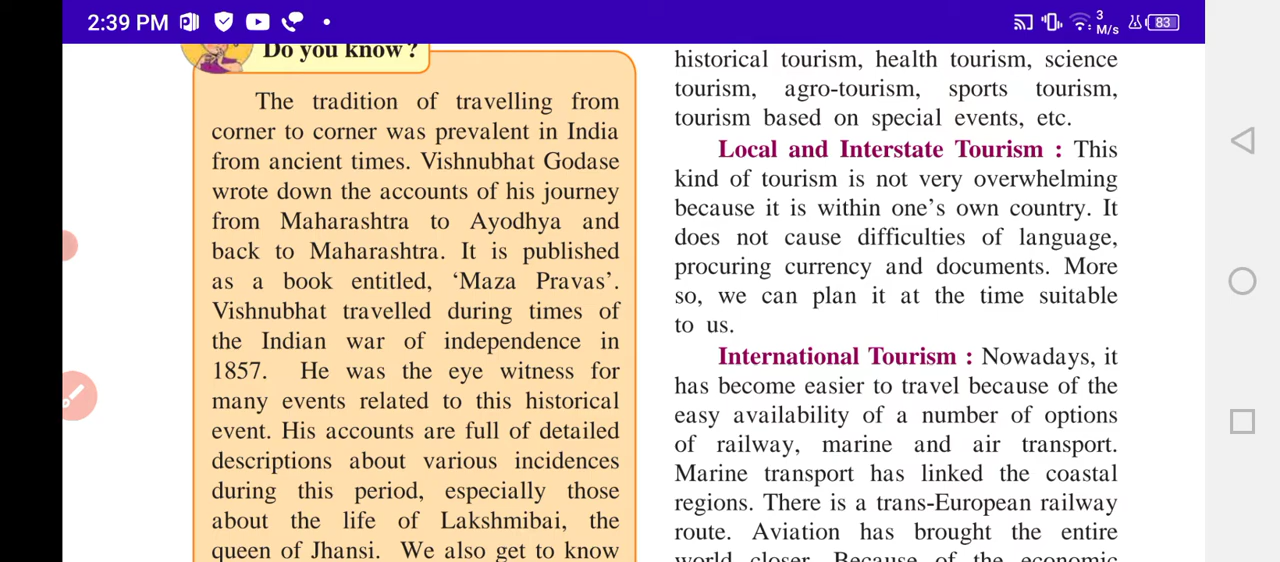 2:39 PM
3
M/s
83
Do you know?
The tradition of travelling from
corner to corner was prevalent in India
from ancient times. Vishnubhat Godase
wrote down the accounts of his journey
from Maharashtra to Ayodhya and
back to Maharashtra. It is published
as a book entitled, ‘Maza Pravas’.
Vishnubhat travelled during times of
the Indian war of independence in
1857. He was the eye witness for
many events related to this historical
event. His accounts are full of detailed
descriptions about various incidences
during this period, especially those
about the life of Lakshmibai, the
queen of Jhansi. We also get to know
historical tourism, health tourism, science
tourism, agro-tourism, sports tourism,
tourism based on special events, etc.
Local and Interstate Tourism : This
kind of tourism is not very overwhelming
because it is within one’s own country. It
does not cause difficulties of language,
procuring currency and documents. More
so, we can plan it at the time suitable
to us.
International Tourism : Nowadays, it
has become easier to travel because of the
easy availability of a number of options
of railway, marine and air transport.
Marine transport has linked the coastal
regions. There is a trans-European railway
route. Aviation has brought the entire
world closer. Because of the economic